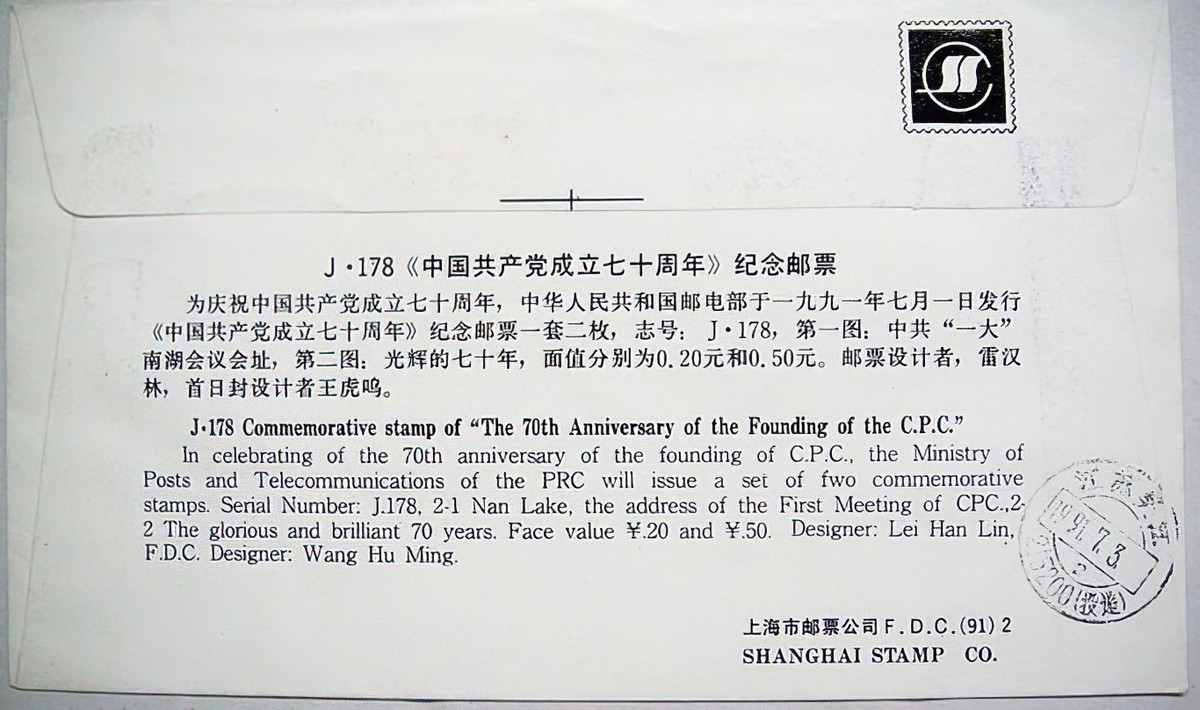 J·178《中国共产党成立七十周年》纪念邮票
为庆祝中国共产党成立七十周年，中华人民共和国邮电部于一九九一年七月一日发行
《中国共产党成立七十周年》纪念邮票一套二枚，志号：J·178，第一图：中共“一大”
南湖会议会址，第二图：光辉的七十年，面值分别为0.20元和0.50元。邮票设计者，雷汉
林，首日封设计者王虎鸣。
J·178 Commemorative stamp of “The 70th Anniversary of the Founding of the C.P.C.”
In celebrating of the 70th anniversary of the founding of C.P.C., the Ministry of
Posts and Telecommunications of the PRC will issue a set of fwo commemorative
stamps. Serial Number: J.178, 2-1 Nan Lake, the address of the First Meeting of CPC.,2-
2 The glorious and brilliant 70 years. Face value ¥.20 and ¥.50. Designer: Lei Han Lin,
F.D.C. Designer: Wang Hu Ming.
江苏
1991.7.3
2
215200(投递)
上海市邮票公司F.D.C.(91)2
SHANGHAI STAMP CO.